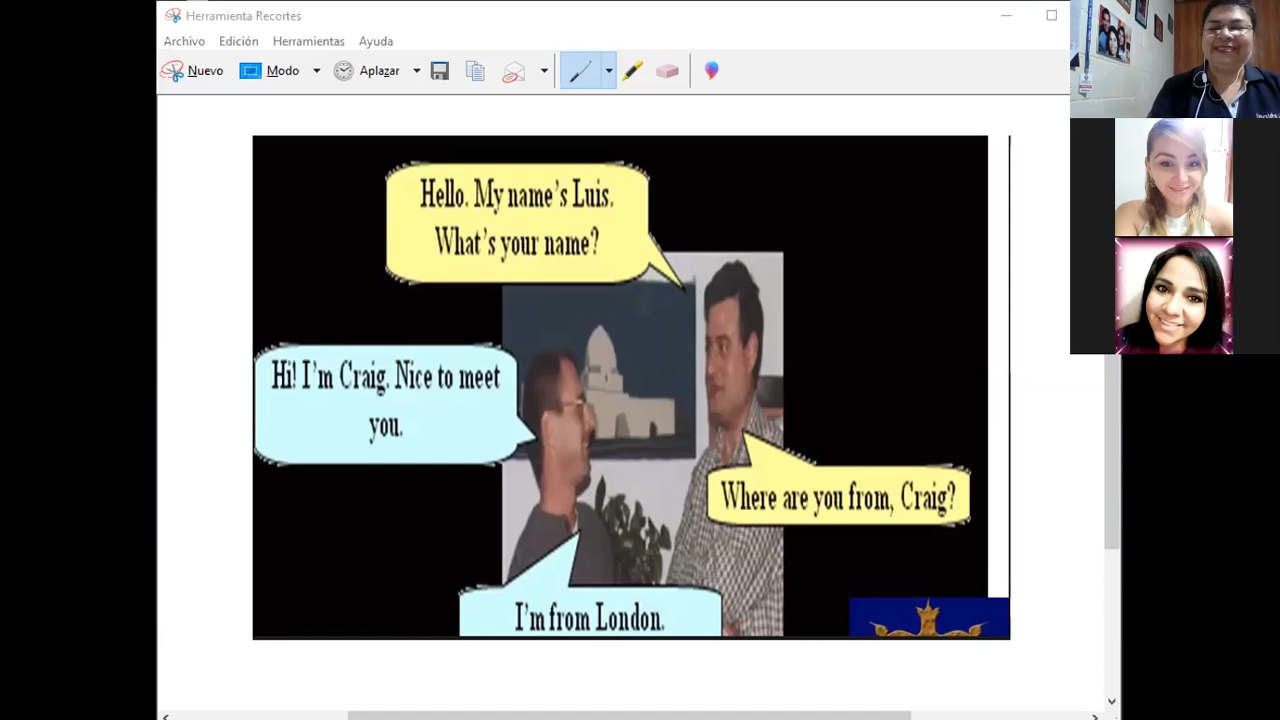 Herramienta Recortes
Archivo Edición Herramientas Ayuda
Nuevo Modo Aplazar
Hello. My name's Luis.
What's your name?
Hi! I'm Craig. Nice to meet
you.
Where are you from, Craig?
I'm from London.